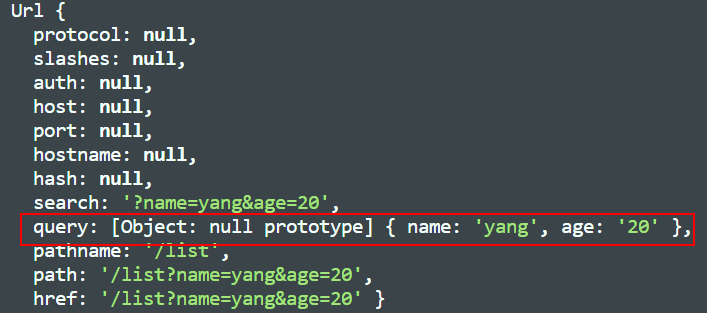 Url {
protocol: null,
slashes: null,
auth: null,
host: null,
port: null,
hostname: null,
hash: null,
search: '?name=yang&age=20',
query: [Object: null prototype] { name: 'yang', age: '20' },
pathname: '/list',
path: '/list?name=yang&age=20',
href: '/list?name=yang&age=20' }